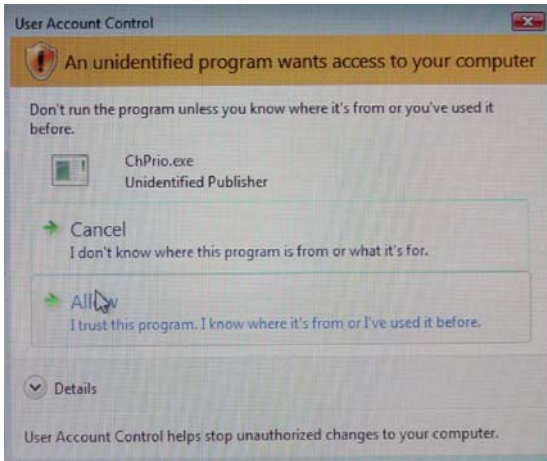 User Account Control
An unidentified program wants access to your computer
Don't run the program unless you know where it's from or you've used it
before.
ChPrio.exe
Unidentified Publisher
Cancel
I don't know where this program is from or what it's for.
Allow
I trust this program. I know where it's from or I've used it before.
Details
User Account Control helps stop unauthorized changes to your computer.